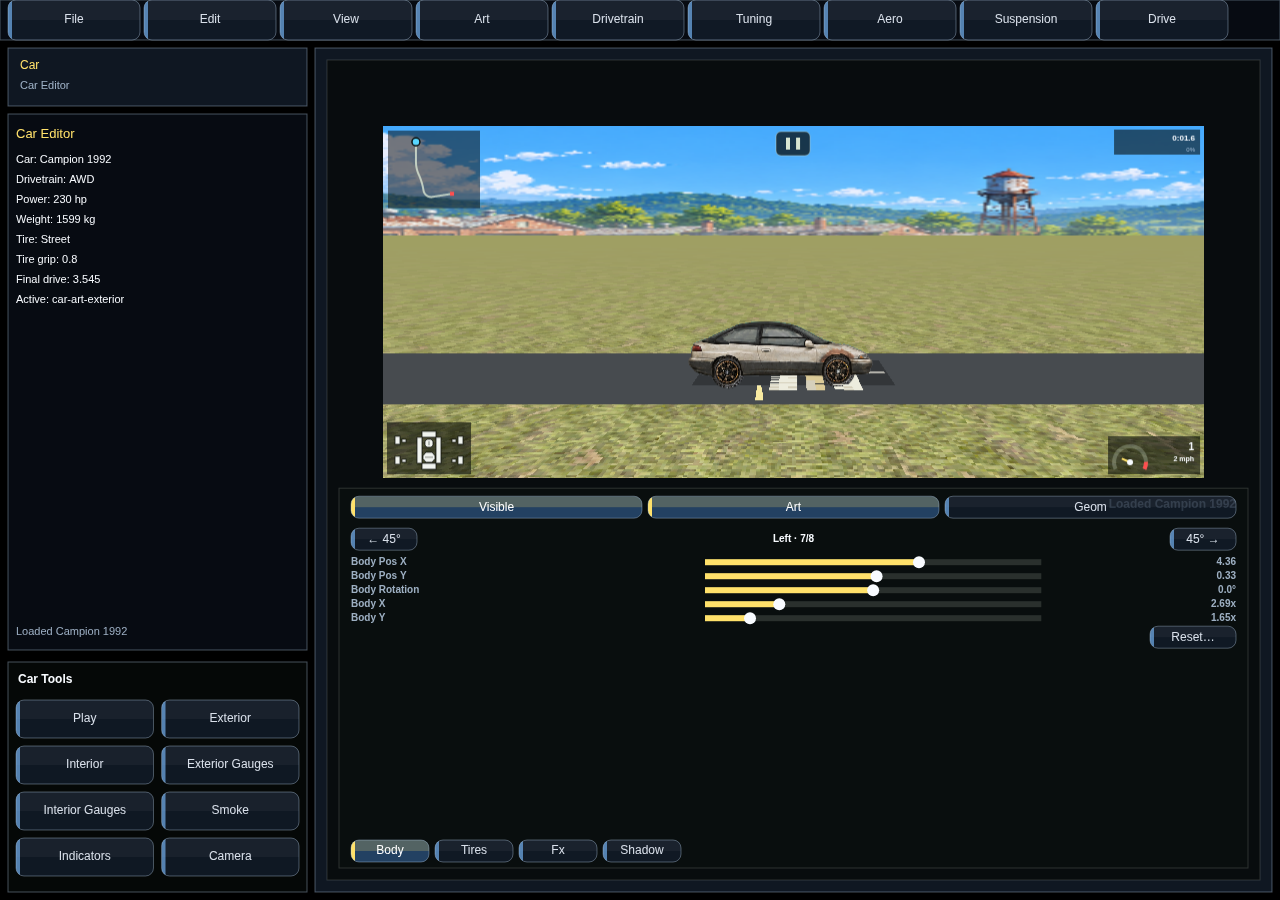 File
Edit
View
Art
Drivetrain
Tuning
Aero
Suspension
Drive
Car
Car Editor
Car Editor
Car: Campion 1992
Drivetrain: AWD
Power: 230 hp
Weight: 1599 kg
Tire: Street
Tire grip: 0.8
Final drive: 3.545
Active: car-art-exterior
Loaded Campion 1992
Car Tools
Play
Exterior
Interior
Exterior Gauges
Interior Gauges
Smoke
Indicators
Camera
0:01.6
0%
1
2 mph
Visible
Art
Geom
Loaded Campion 1992
← 45°
Left · 7/8
45° →
Body Pos X 4.36
Body Pos Y 0.33
Body Rotation 0.0°
Body X 2.69x
Body Y 1.65x
Reset…
Body
Tires
Fx
Shadow